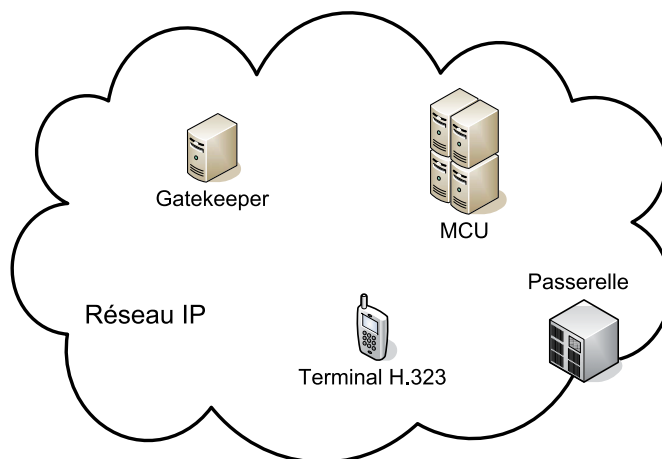 Gatekeeper
MCU
Passerelle
Réseau IP
Terminal H.323